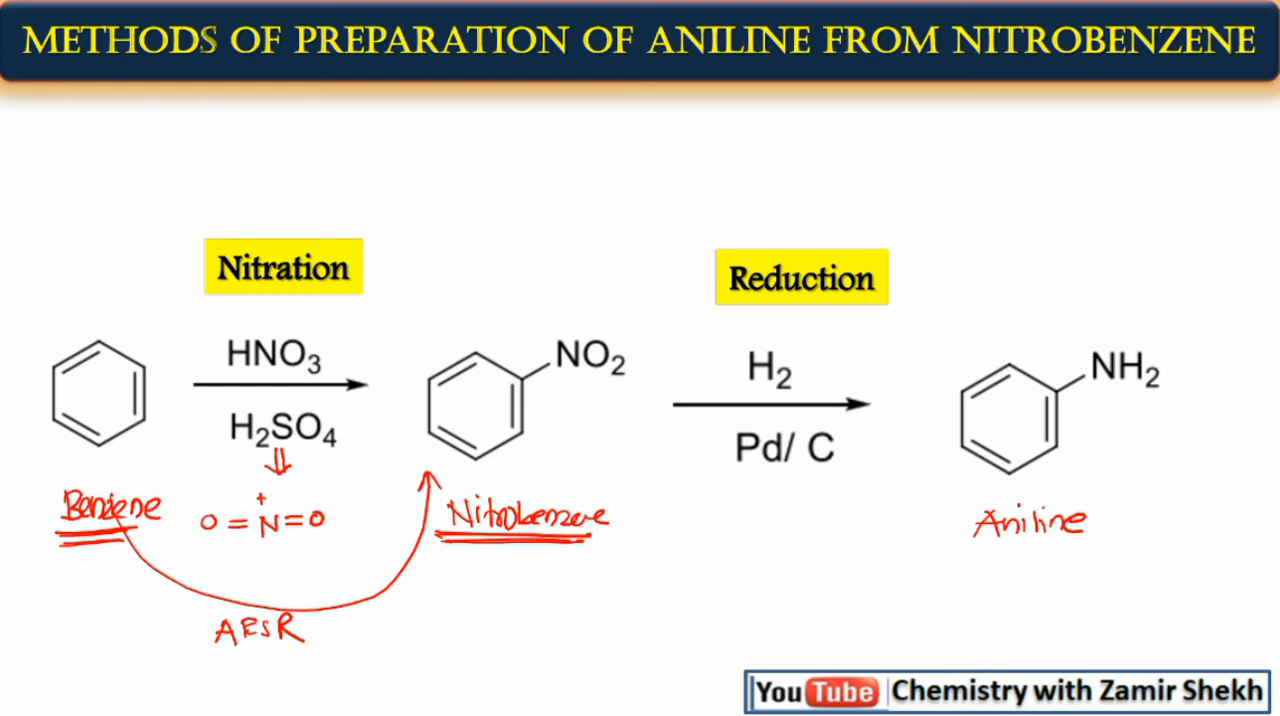 METHODS OF PREPARATION OF ANILINE FROM NITROBENZENE
Nitration
Reduction
HNO3
H2SO4
NO2
H2
Pd/ C
NH2
Benzene
O=N+=O
Nitrobenzene
Aniline
AESR
YouTube Chemistry with Zamir Shekh